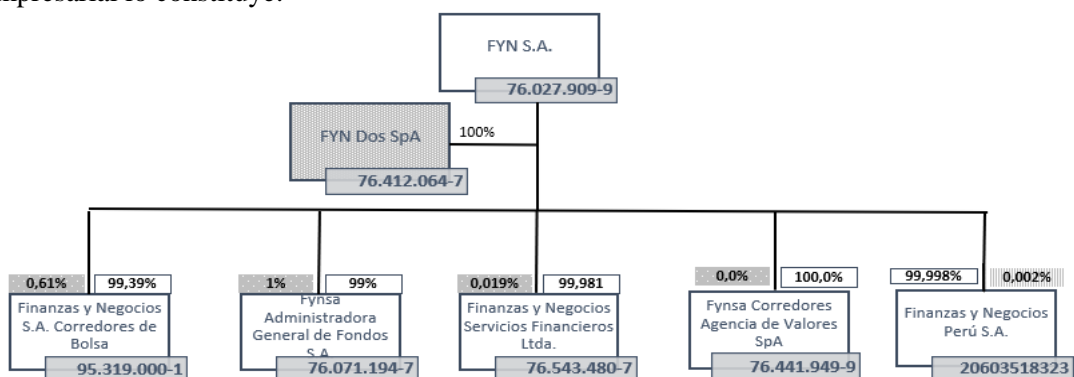 FYN S.A.
76.027.909-9
FYN Dos SpA
100%
76.412.064-7
0,61% 99,39%
1% 99%
0,019% 99,981
0,0% 100,0%
99,998% 0,002%
Finanzas y Negocios
S.A. Corredores de
Bolsa
95.319.000-1
Fynsa
Administradora
General de Fondos
S.A.
76.071.194-7
Finanzas y Negocios
Servicios Financieros
Ltda.
76.543.480-7
Fynsa Corredores
Agencia de Valores
SpA
76.441.949-9
Finanzas y Negocios
Perú S.A.
20603518323